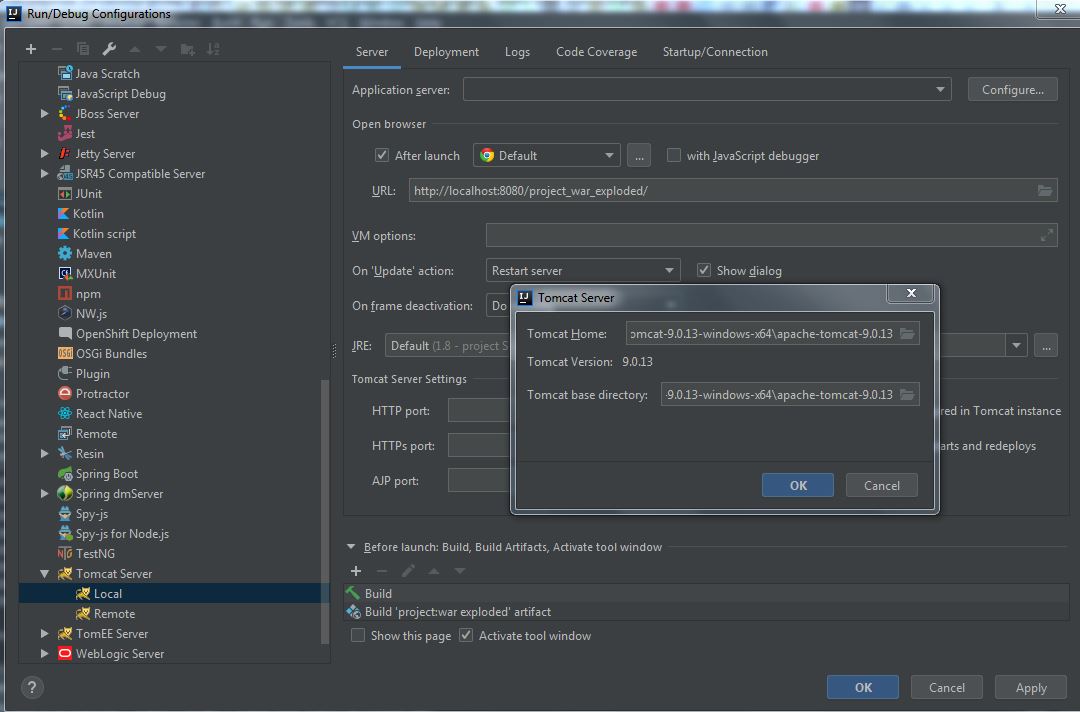 Run/Debug Configurations
Java Scratch
JavaScript Debug
JBoss Server
Jest
Jetty Server
JSR45 Compatible Server
JUnit
Kotlin
Kotlin script
Maven
MXUnit
npm
NW.js
OpenShift Deployment
OSGi Bundles
Plugin
Protractor
React Native
Remote
Resin
Spring Boot
Spring dmServer
Spy-js
Spy-js for Node.js
TestNG
Tomcat Server
Local
Remote
TomEE Server
WebLogic Server
?
Server Deployment Logs Code Coverage Startup/Connection
Application server: Configure...
Open browser
After launch Default ... with JavaScript debugger
URL: http://localhost:8080/project_war_exploded/
VM options:
On 'Update' action: Restart server Show dialog
On frame deactivation: Do
JRE: Default (1.8 - project S ...
Tomcat Server Settings
HTTP port: red in Tomcat instance
HTTPs port: arts and redeploys
AJP port:
Tomcat Server
Tomcat Home: omcat-9.0.13-windows-x64\apache-tomcat-9.0.13
Tomcat Version: 9.0.13
Tomcat base directory: -9.0.13-windows-x64\apache-tomcat-9.0.13
OK Cancel
Before launch: Build, Build Artifacts, Activate tool window
Build
Build 'project:war exploded' artifact
Show this page Activate tool window
OK Cancel Apply